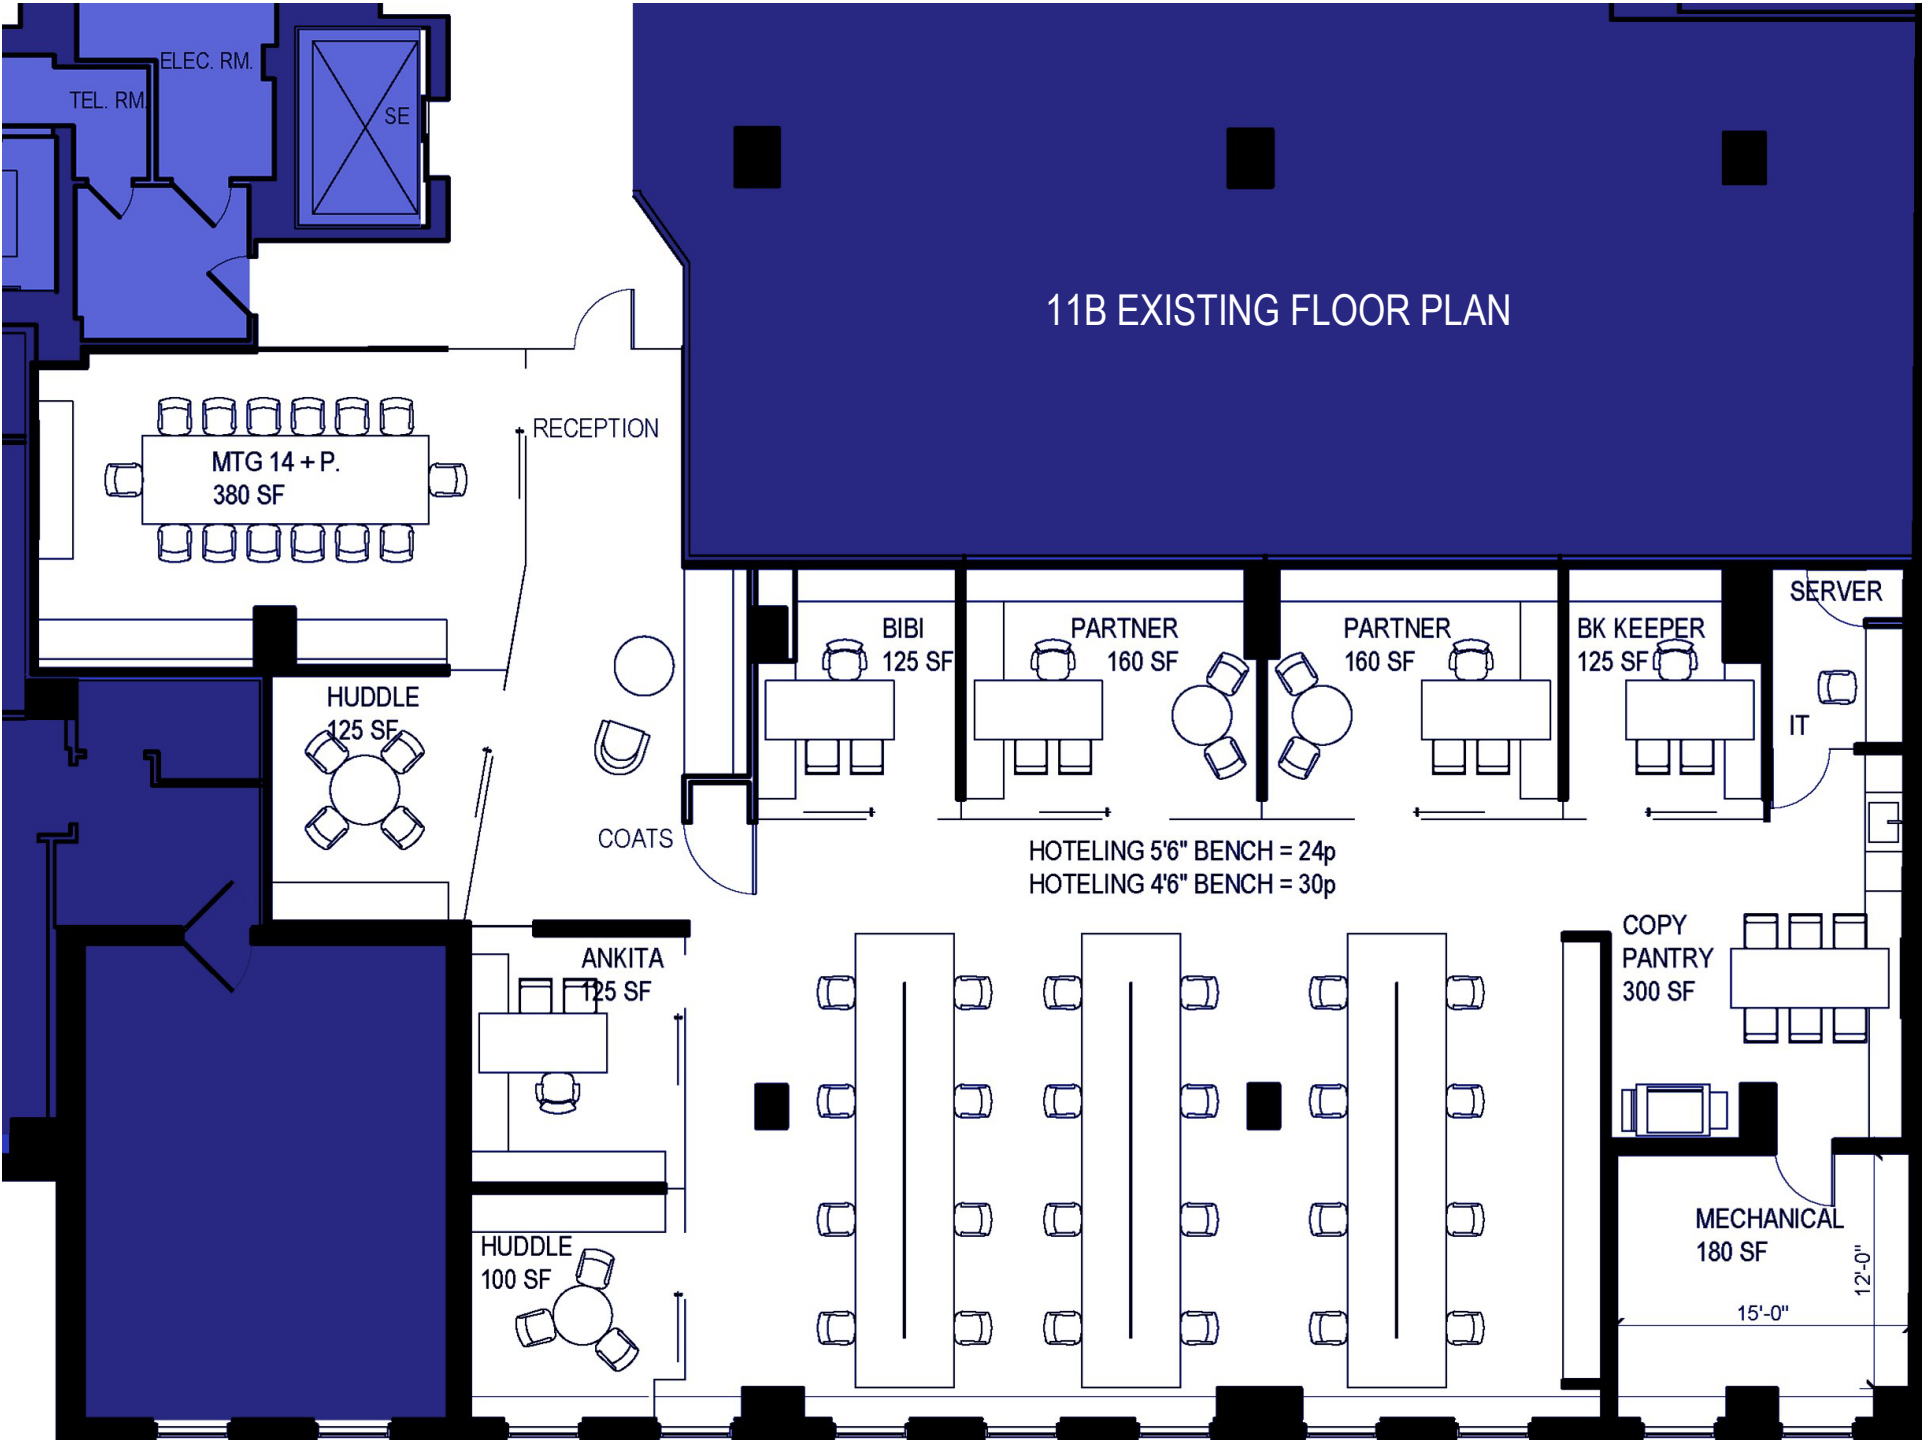 ELEC. RM.
TEL. RM.
SE
11B EXISTING FLOOR PLAN
RECEPTION
MTG 14 + P.
380 SF
SERVER
BIBI
125 SF
PARTNER
160 SF
PARTNER
160 SF
BK KEEPER
125 SF
IT
HUDDLE
125 SF
COATS
HOTELING 5'6" BENCH = 24p
HOTELING 4'6" BENCH = 30p
COPY
PANTRY
300 SF
ANKITA
125 SF
HUDDLE
100 SF
MECHANICAL
180 SF
12'-0"
15'-0"